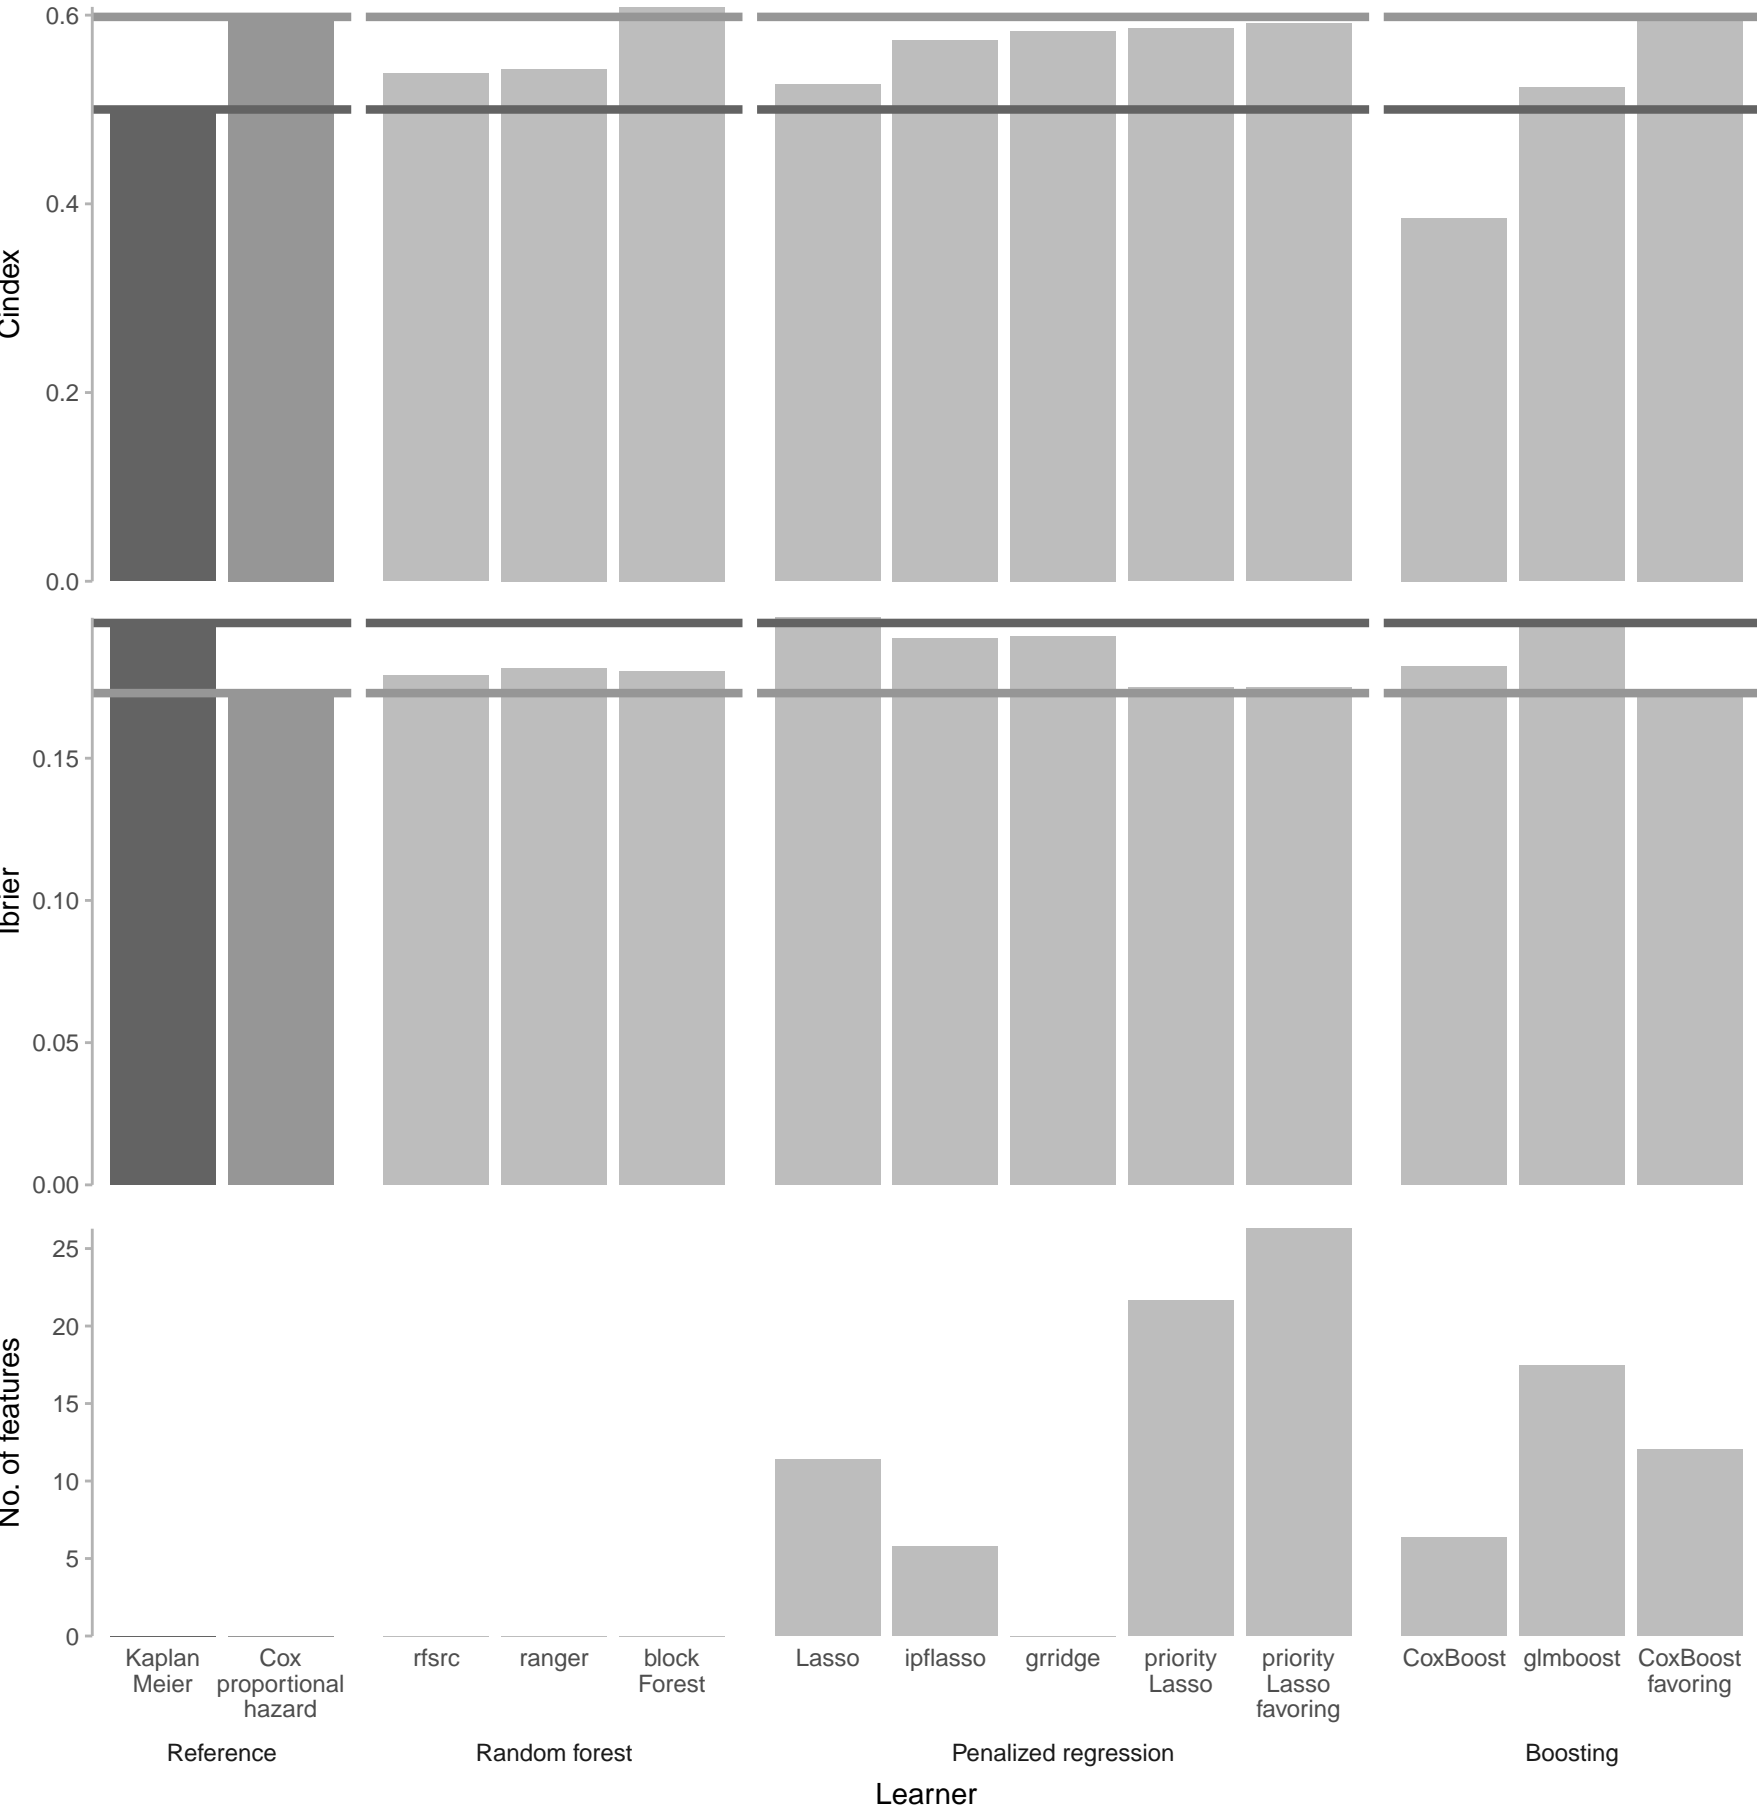 Cindex
0.6
0.4
0.2
0.0
Ibrier
0.15
0.10
0.05
0.00
No. of features
25
20
15
10
5
0
Kaplan
Meier
Cox
proportional
hazard
rfsrc
ranger
block
Forest
Lasso
ipflasso
grridge
priority
Lasso
priority
Lasso
favoring
CoxBoost
glmboost
CoxBoost
favoring
Reference
Random forest
Penalized regression
Boosting
Learner